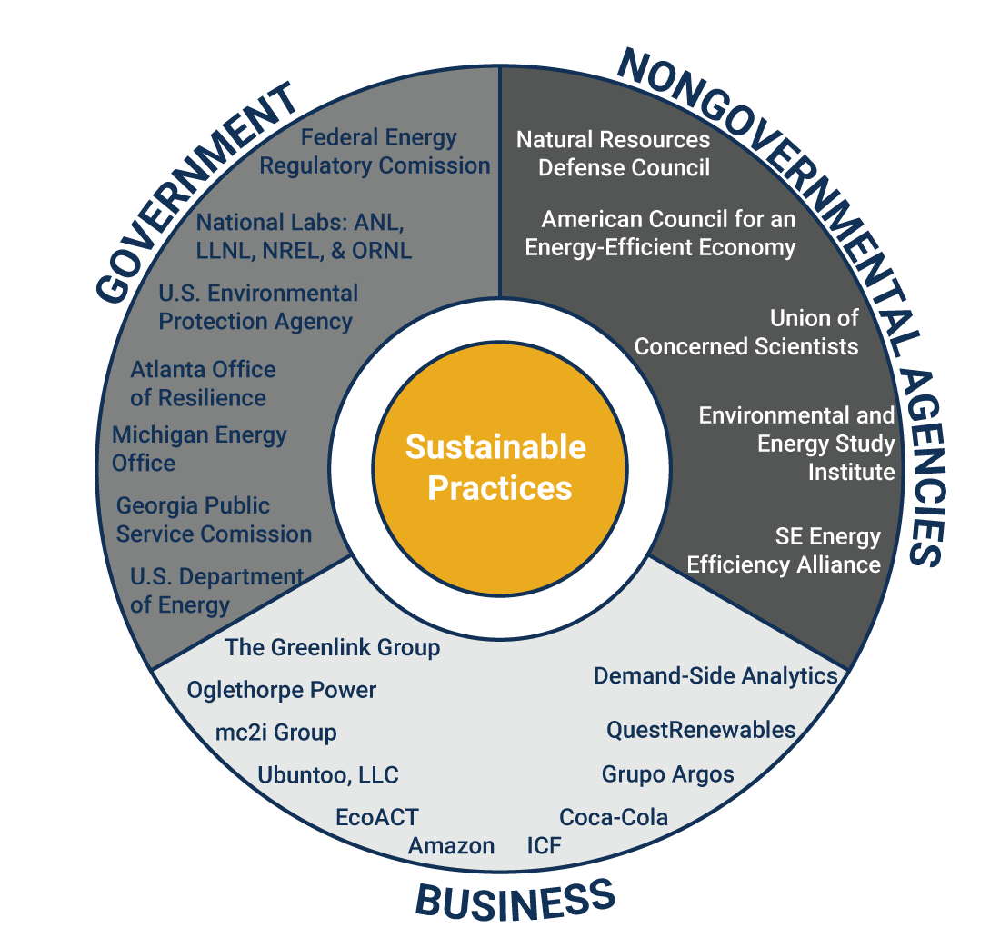 GOVERNMENT
Federal Energy
Regulatory Comission
National Labs: ANL,
LLNL, NREL, & ORNL
U.S. Environmental
Protection Agency
Atlanta Office
of Resilience
Michigan Energy
Office
Georgia Public
Service Comission
U.S. Department
of Energy
NONGOVERNMENTAL AGENCIES
Natural Resources
Defense Council
American Council for an
Energy-Efficient Economy
Union of
Concerned Scientists
Environmental and
Energy Study
Institute
SE Energy
Efficiency Alliance
Sustainable
Practices
The Greenlink Group
Oglethorpe Power
mc2i Group
Ubuntoo, LLC
EcoACT
Amazon
Demand-Side Analytics
QuestRenewables
Grupo Argos
Coca-Cola
ICF
BUSINESS